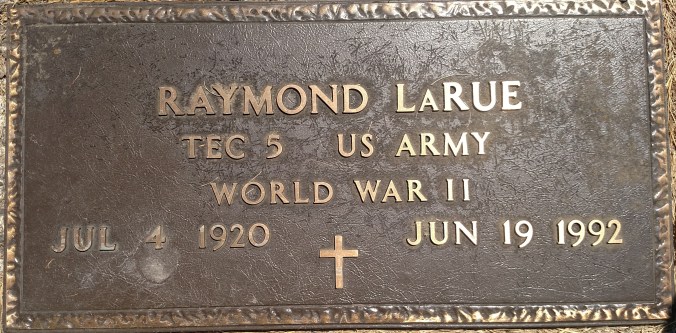 RAYMOND LaRUE
TEC 5 US ARMY
WORLD WAR II
JUL 4 1920 JUN 19 1992